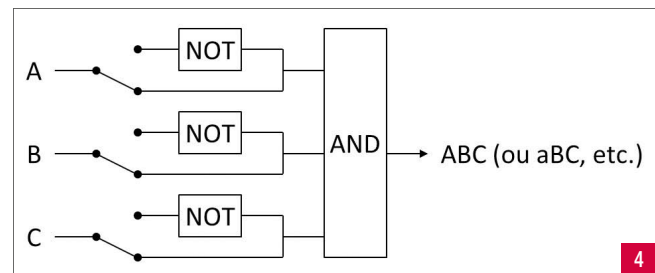 NOT
A
NOT
B
AND
ABC (ou aBC, etc.)
NOT
C
4